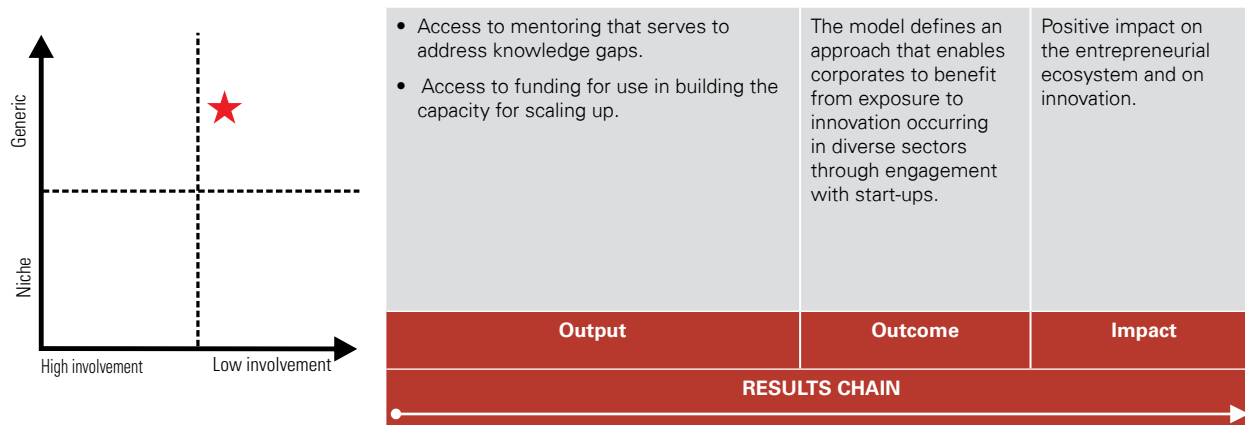 Generic
Niche
High involvement
Low involvement
• Access to mentoring that serves to
address knowledge gaps.
• Access to funding for use in building the
capacity for scaling up.
The model defines an
approach that enables
corporates to benefit
from exposure to
innovation occurring
in diverse sectors
through engagement
with start-ups.
Positive impact on
the entrepreneurial
ecosystem and on
innovation.
Output
Outcome
Impact
RESULTS CHAIN